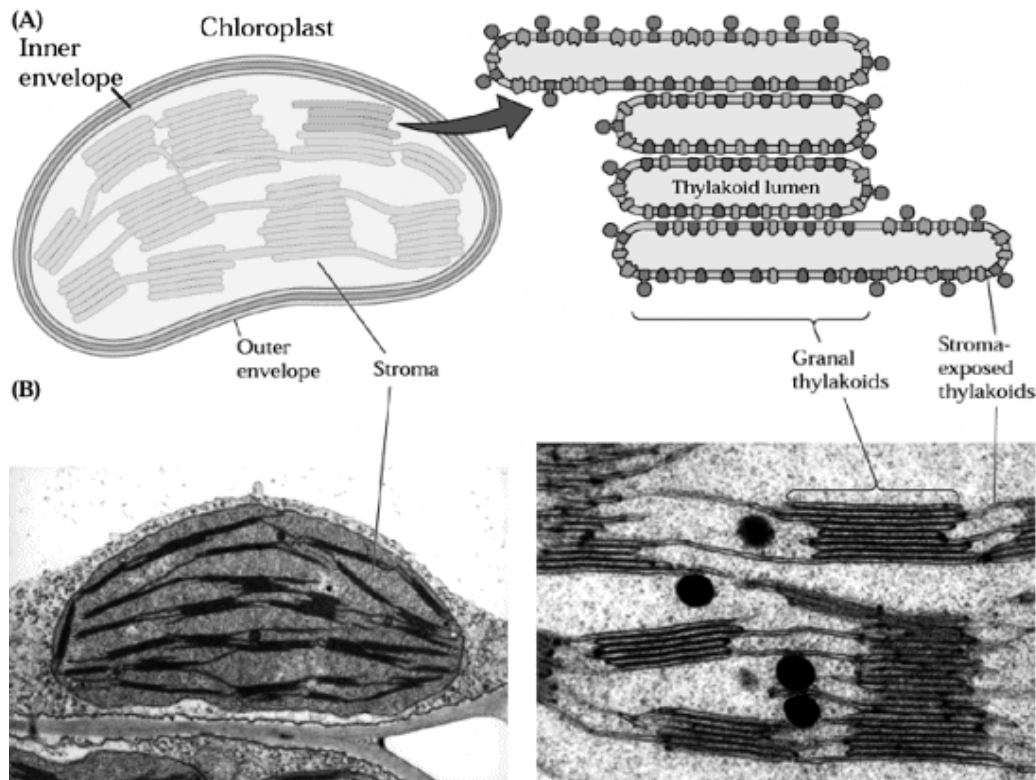 (A)
Chloroplast
Inner
envelope
Thylakoid lumen
Outer
envelope
Stroma
Granal
thylakoids
Stroma-
exposed
thylakoids
(B)